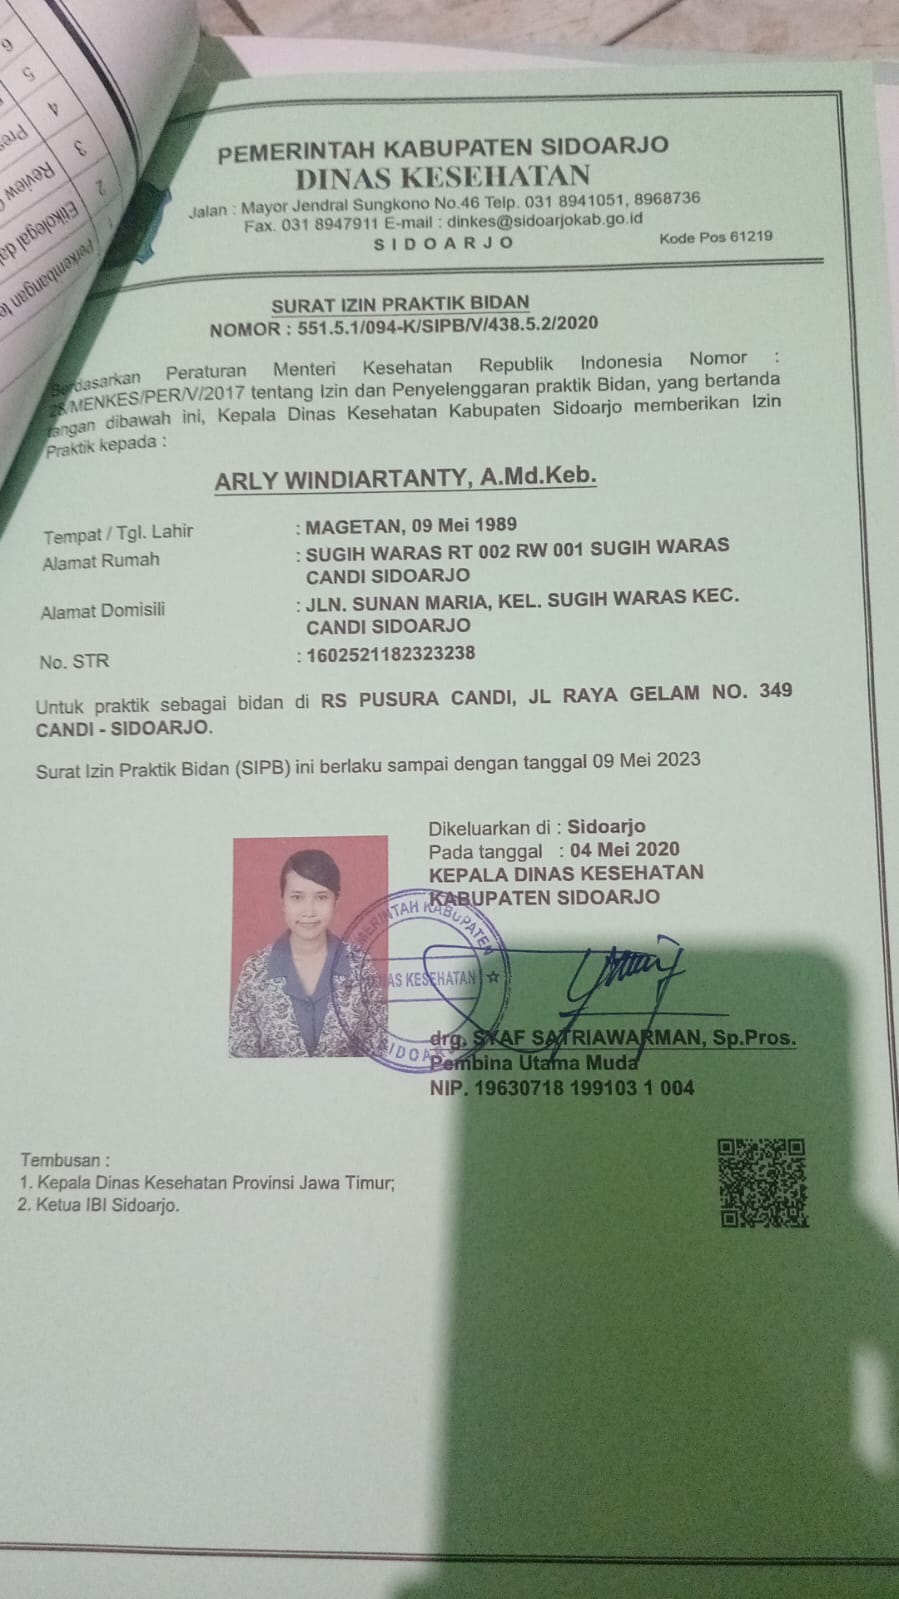 6
5
4
3
2
Review
Etikolegal
Perkembangan
PEMERINTAH KABUPATEN SIDOARJO
DINAS KESEHATAN
Jalan : Mayor Jendral Sungkono No.46 Telp. 031 8941051, 8968736
Fax. 031 8947911 E-mail : dinkes@sidoarjokab.go.id
SIDOARJO
Kode Pos 61219
SURAT IZIN PRAKTIK BIDAN
NOMOR : 551.5.1/094-K/SIPB/V/438.5.2/2020
Berdasarkan Peraturan Menteri Kesehatan Republik Indonesia Nomor :
28/MENKES/PER/V/2017 tentang Izin dan Penyelenggaran praktik Bidan, yang bertanda
tangan dibawah ini, Kepala Dinas Kesehatan Kabupaten Sidoarjo memberikan Izin
Praktik kepada :
ARLY WINDIARTANTY, A.Md.Keb.
Tempat / Tgl. Lahir : MAGETAN, 09 Mei 1989
Alamat Rumah : SUGIH WARAS RT 002 RW 001 SUGIH WARAS
CANDI SIDOARJO
Alamat Domisili : JLN. SUNAN MARIA, KEL. SUGIH WARAS KEC.
CANDI SIDOARJO
No. STR : 1602521182323238
Untuk praktik sebagai bidan di RS PUSURA CANDI, JL RAYA GELAM NO. 349
CANDI - SIDOARJO.
Surat Izin Praktik Bidan (SIPB) ini berlaku sampai dengan tanggal 09 Mei 2023
Dikeluarkan di : Sidoarjo
Pada tanggal : 04 Mei 2020
KEPALA DINAS KESEHATAN
KABUPATEN SIDOARJO
PEMERINTAH KABUPATEN
DINAS KESEHATAN
SIDOARJO
drg. SYAF SATRIAWARMAN, Sp.Pros.
Pembina Utama Muda
NIP. 19630718 199103 1 004
Tembusan :
1. Kepala Dinas Kesehatan Provinsi Jawa Timur;
2. Ketua IBI Sidoarjo.